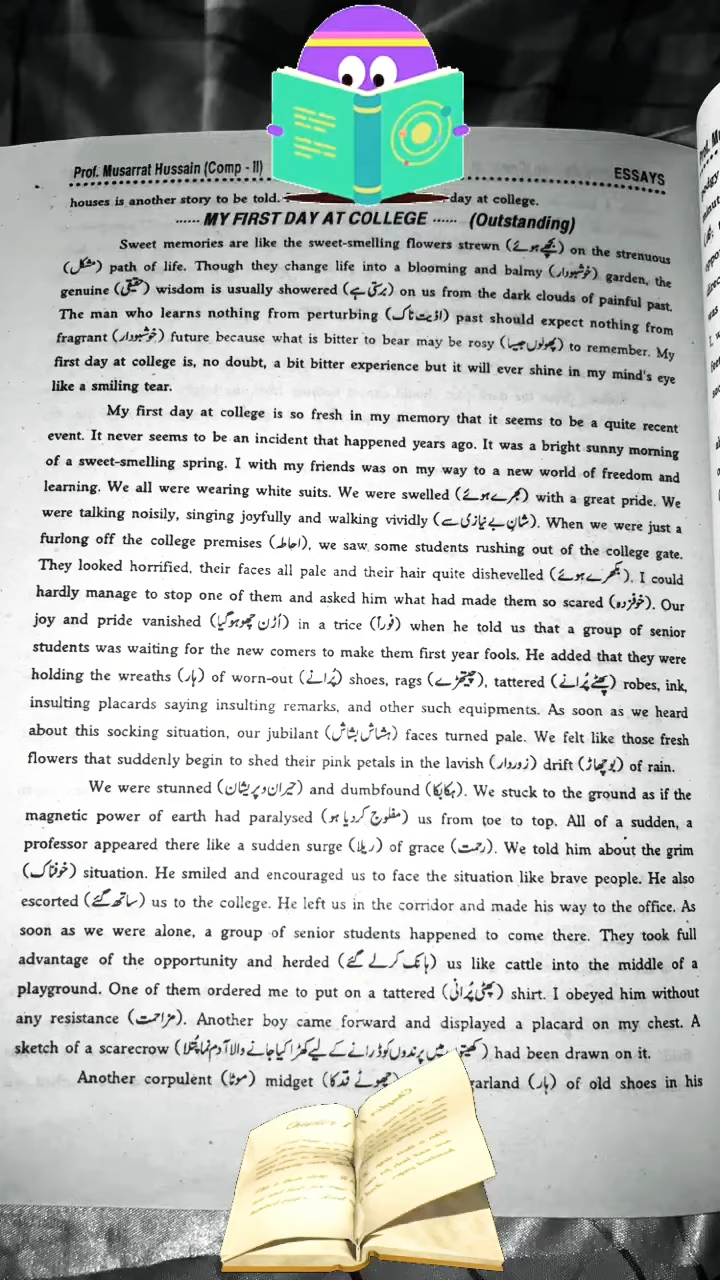 Prof. Musarrat Hussain (Comp - II)
ESSAYS
houses is another story to be told. day at college.
...... MY FIRST DAY AT COLLEGE ...... (Outstanding)
Sweet memories are like the sweet-smelling flowers strewn (بکھے ہوئے) on the strenuous
(مشکل) path of life. Though they change life into a blooming and balmy (خوشبودار) garden, the
genuine (حقیقی) wisdom is usually showered (برستی ہے) on us from the dark clouds of painful past.
The man who learns nothing from perturbing (اذیت ناک) past should expect nothing from
fragrant (خوشبودار) future because what is bitter to bear may be rosy (پھولوں جیسا) to remember. My
first day at college is, no doubt, a bit bitter experience but it will ever shine in my mind's eye
like a smiling tear.
My first day at college is so fresh in my memory that it seems to be a quite recent
event. It never seems to be an incident that happened years ago. It was a bright sunny morning
of a sweet-smelling spring. I with my friends was on my way to a new world of freedom and
learning. We all were wearing white suits. We were swelled (بھرے ہوئے) with a great pride. We
were talking noisily, singing joyfully and walking vividly (شانِ بے نیازی سے). When we were just a
furlong off the college premises (احاطہ), we saw some students rushing out of the college gate.
They looked horrified, their faces all pale and their hair quite dishevelled (بکھرے ہوئے). I could
hardly manage to stop one of them and asked him what had made them so scared (خوفزدہ). Our
joy and pride vanished (اُڑن چھو ہو گیا) in a trice (فوراً) when he told us that a group of senior
students was waiting for the new comers to make them first year fools. He added that they were
holding the wreaths (ہار) of worn-out (پُرانے) shoes, rags (چیتھڑے), tattered (پھٹے پُرانے) robes, ink,
insulting placards saying insulting remarks, and other such equipments. As soon as we heard
about this socking situation, our jubilant (ہشاش بشاش) faces turned pale. We felt like those fresh
flowers that suddenly begin to shed their pink petals in the lavish (زوردار) drift (بوچھاڑ) of rain.
We were stunned (حیران و پریشان) and dumbfound (ہکا بکا). We stuck to the ground as if the
magnetic power of earth had paralysed (مفلوج کر دیا ہو) us from toe to top. All of a sudden, a
professor appeared there like a sudden surge (ریلا) of grace (رحمت). We told him about the grim
(خوفناک) situation. He smiled and encouraged us to face the situation like brave people. He also
escorted (ساتھ گئے) us to the college. He left us in the corridor and made his way to the office. As
soon as we were alone, a group of senior students happened to come there. They took full
advantage of the opportunity and herded (ہانک کر لے گئے) us like cattle into the middle of a
playground. One of them ordered me to put on a tattered (پھٹی پُرانی) shirt. I obeyed him without
any resistance (مزاحمت). Another boy came forward and displayed a placard on my chest. A
sketch of a scarecrow (کھیتوں میں پرندوں کو ڈرانے کے لیے کھڑا کیا جانے والا آدم نما پتلا) had been drawn on it.
Another corpulent (موٹا) midget (چھوٹے قد کا) garland (ہار) of old shoes in his